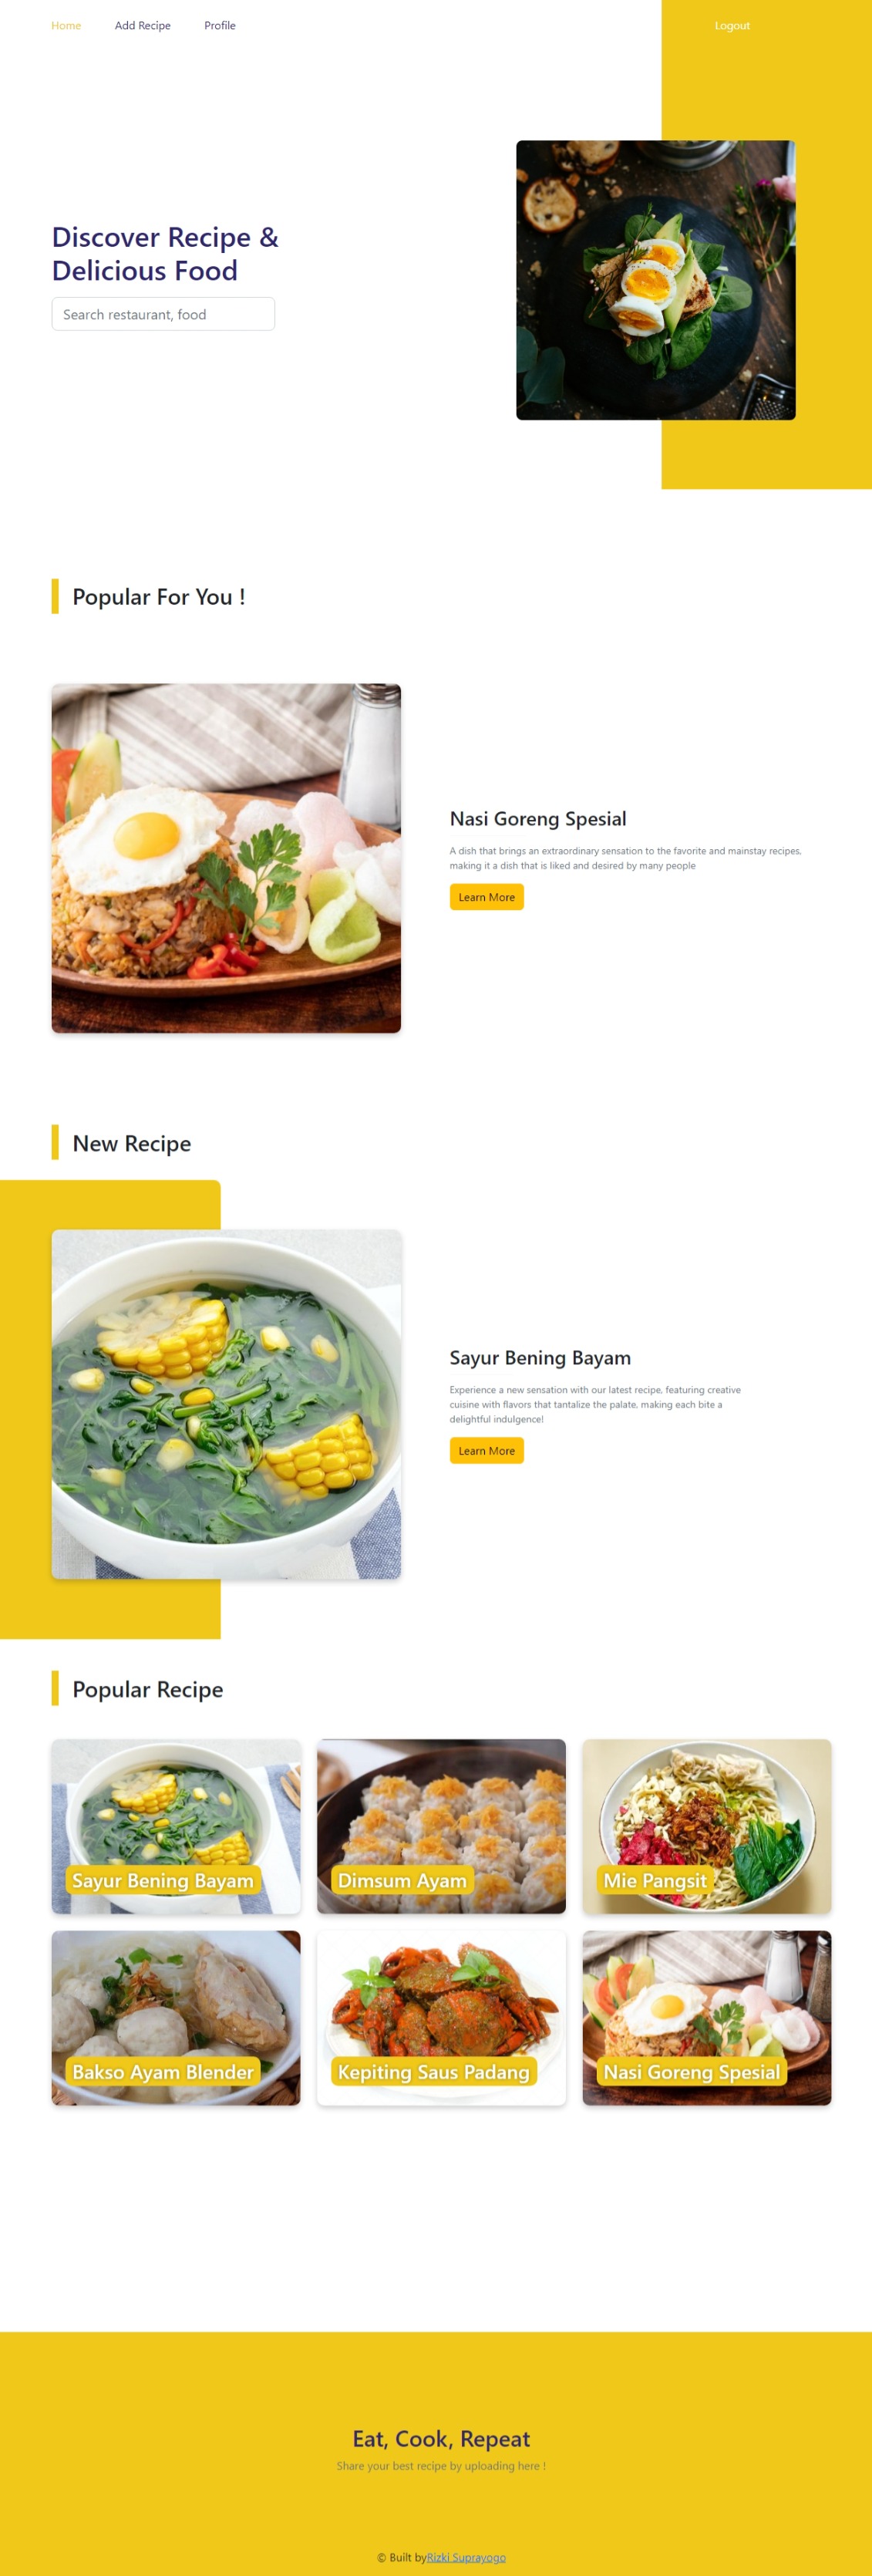 Home Add Recipe Profile Logout
Discover Recipe &
Delicious Food
Search restaurant, food
Popular For You !
Nasi Goreng Spesial
A dish that brings an extraordinary sensation to the favorite and mainstay recipes,
making it a dish that is liked and desired by many people
Learn More
New Recipe
Sayur Bening Bayam
Experience a new sensation with our latest recipe, featuring creative
cuisine with flavors that tantalize the palate, making each bite a
delightful indulgence!
Learn More
Popular Recipe
Sayur Bening Bayam
Dimsum Ayam
Mie Pangsit
Bakso Ayam Blender
Kepiting Saus Padang
Nasi Goreng Spesial
Eat, Cook, Repeat
Share your best recipe by uploading here !
© Built byRizki Suprayogo